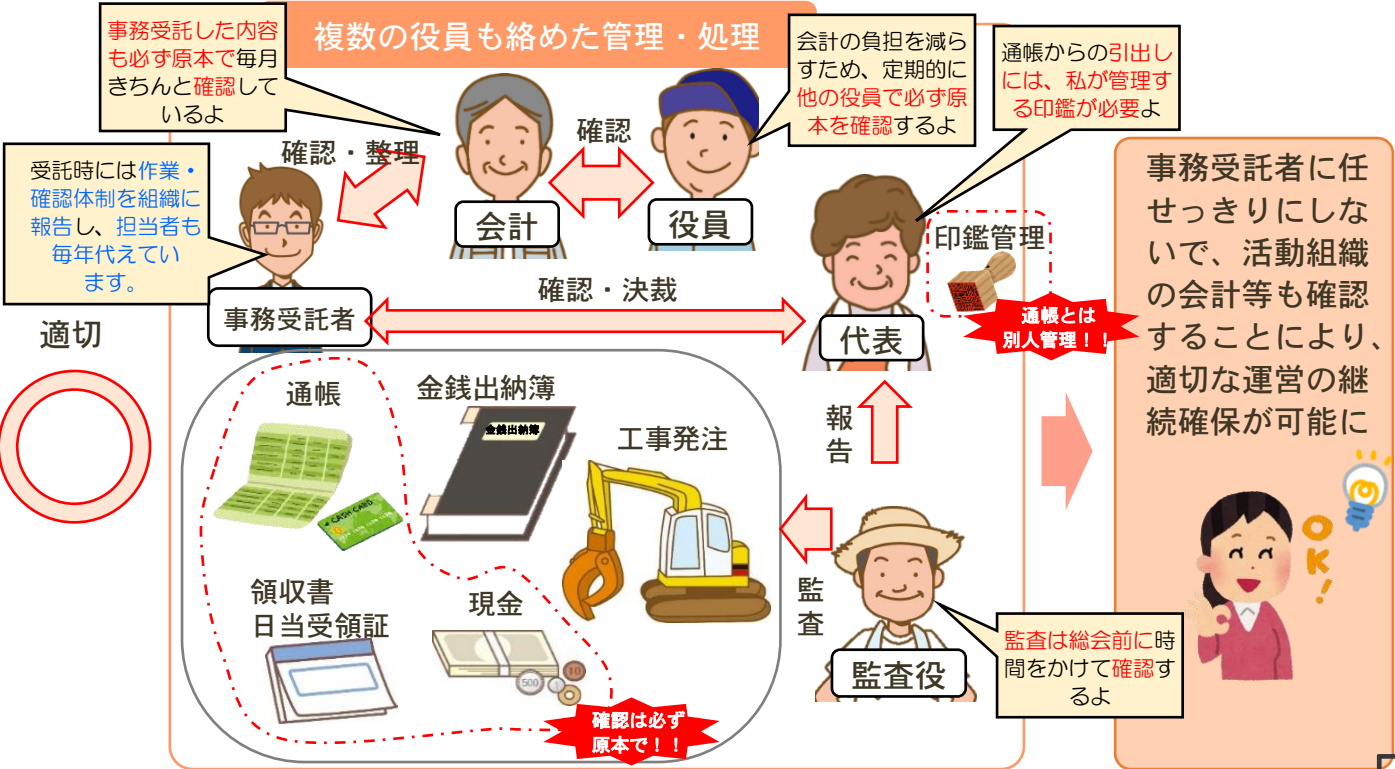 複数の役員も絡めた管理・処理
事務受託した内容
も必ず原本で毎月
きちんと確認して
いるよ
会計の負担を減ら
すため、定期的に
他の役員で必ず原
本を確認するよ
通帳からの引出し
には、私が管理す
る印鑑が必要よ
受託時には作業・
確認体制を組織に
報告し、担当者も
毎年代えてい
ます。
確認・整理
確認
会計
役員
印鑑管理
事務受託者
確認・決裁
代表
通帳とは
別人管理！！
適切
通帳
CASH CARD
金銭出納簿
金銭出納簿
工事発注
報
告
領収書
日当受領証
現金
500
1
10
確認は必ず
原本で！！
監
査
監査役
監査は総会前に時
間をかけて確認す
るよ
事務受託者に任
せっきりにしな
いで、活動組織
の会計等も確認
することにより、
適切な運営の継
続確保が可能に
OK!